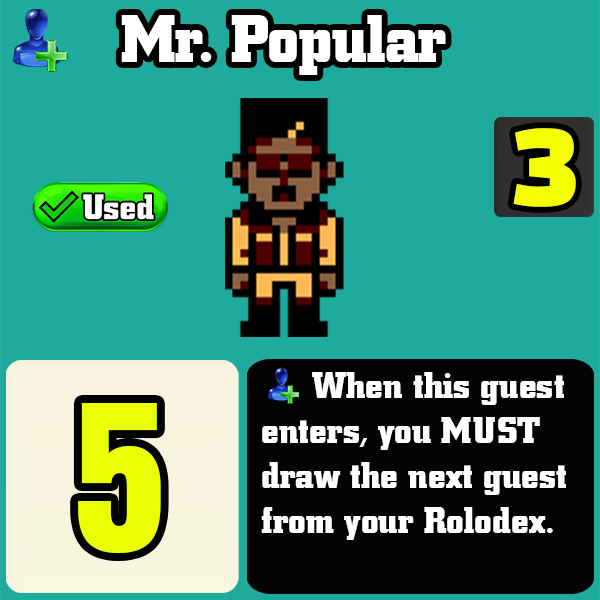 Mr. Popular
3
Used
5
When this guest
enters, you MUST
draw the next guest
from your Rolodex.